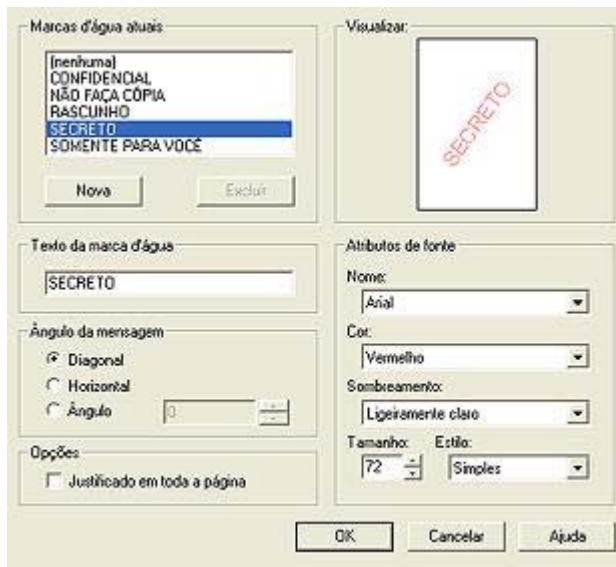 Marcas d'água atuais
(nenhuma)
CONFIDENCIAL
NÃO FAÇA CÓPIA
RASCUNHO
SECRETO
SOMENTE PARA VOCÊ
Nova
Excluir
Visualizar:
SECRETO
Texto da marca d'água
SECRETO
Ângulo da mensagem
Diagonal
Horizontal
Ângulo
0
Opções
Justificado em toda a página
Atributos de fonte
Nome:
Arial
Cor:
Vermelho
Sombreamento:
Ligeiramente claro
Tamanho: Estilo:
72 Simples
OK Cancelar Ajuda